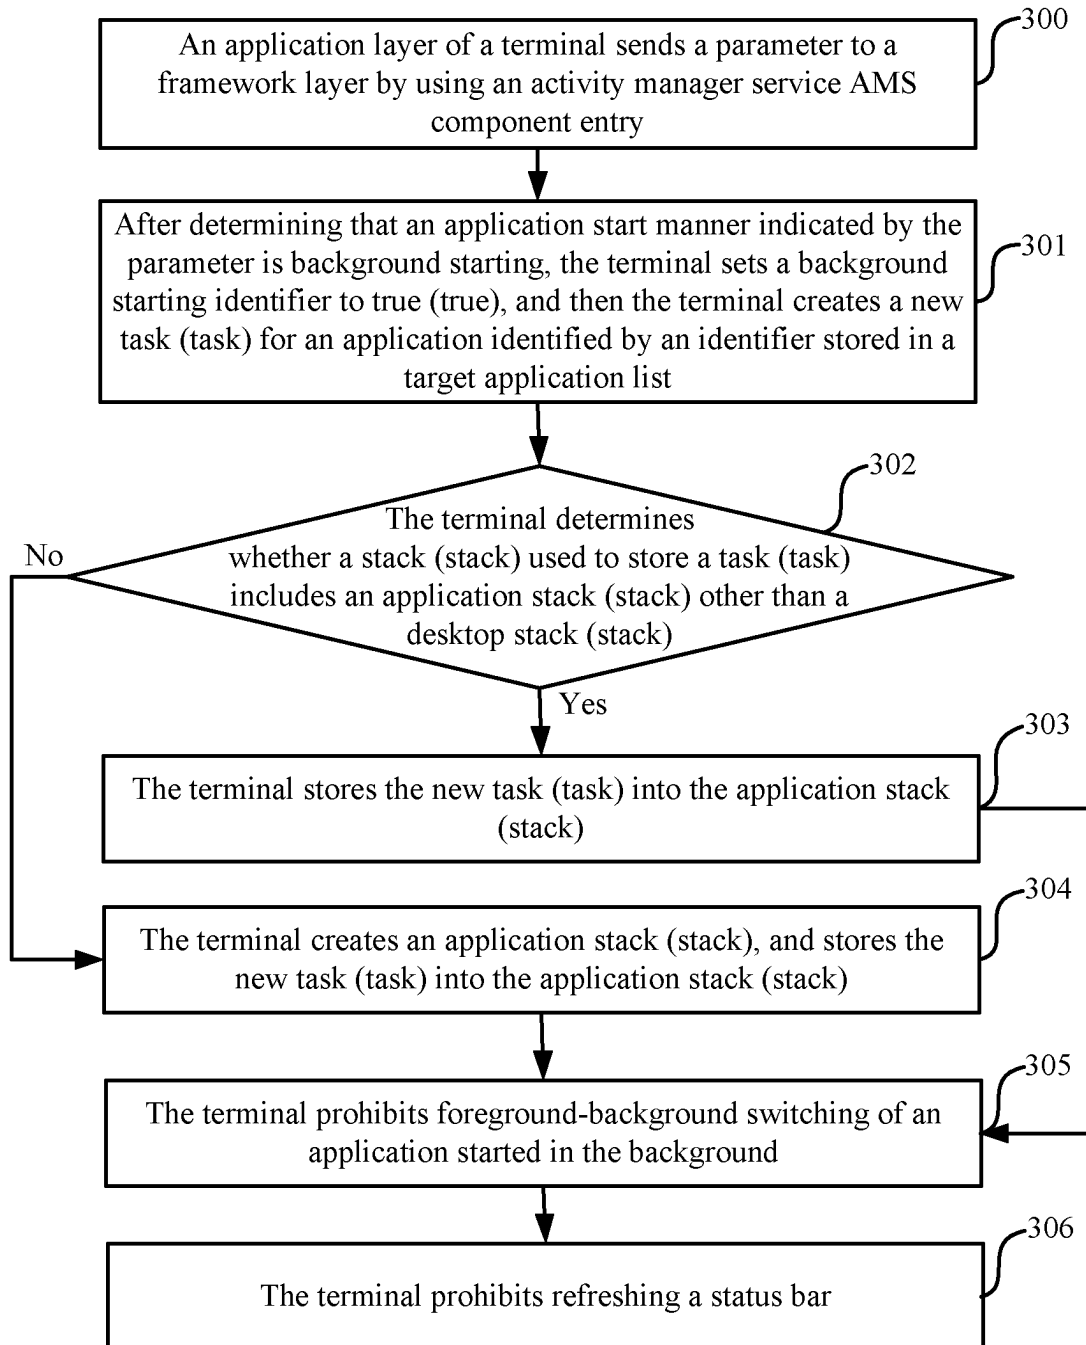 300
An application layer of a terminal sends a parameter to a
framework layer by using an activity manager service AMS
component entry
301
After determining that an application start manner indicated by the
parameter is background starting, the terminal sets a background
starting identifier to true (true), and then the terminal creates a new
task (task) for an application identified by an identifier stored in a
target application list
302
The terminal determines
whether a stack (stack) used to store a task (task)
includes an application stack (stack) other than a
desktop stack (stack)
No
Yes
303
The terminal stores the new task (task) into the application stack
(stack)
304
The terminal creates an application stack (stack), and stores the
new task (task) into the application stack (stack)
305
The terminal prohibits foreground-background switching of an
application started in the background
306
The terminal prohibits refreshing a status bar